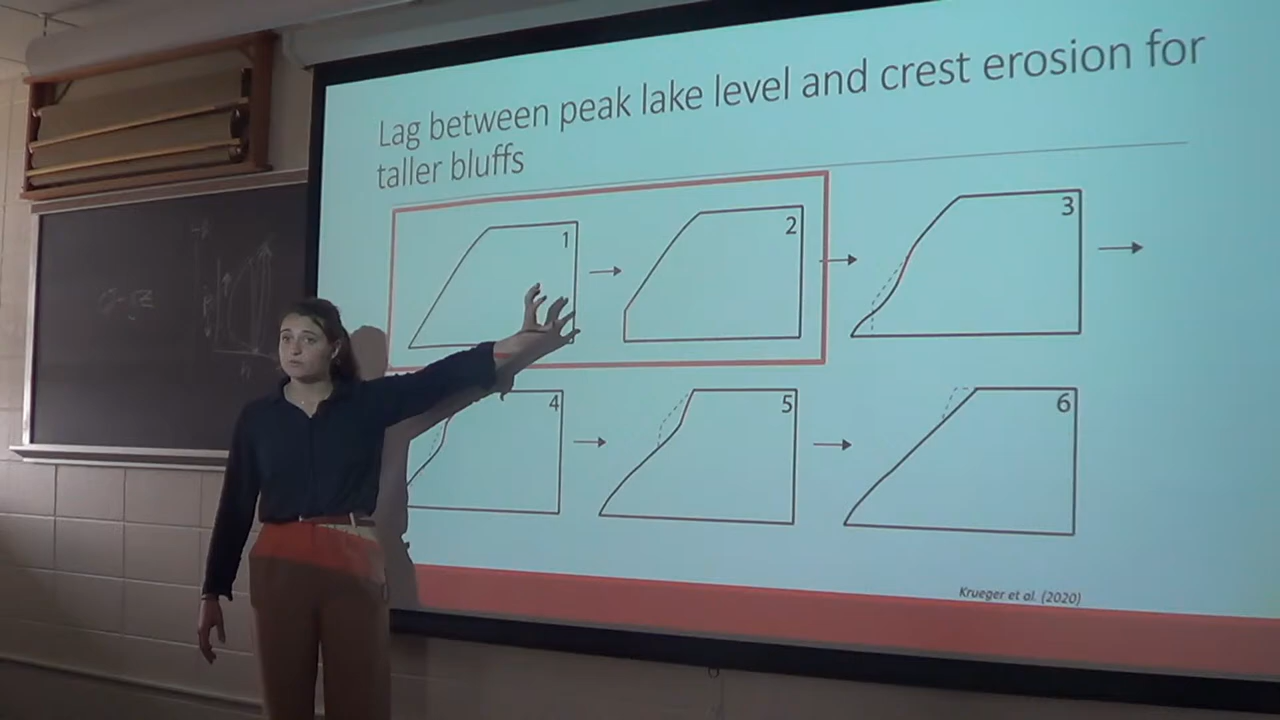 Lag between peak lake level and crest erosion for
taller bluffs
1
2
3
4
5
6
Krueger et al. (2020)